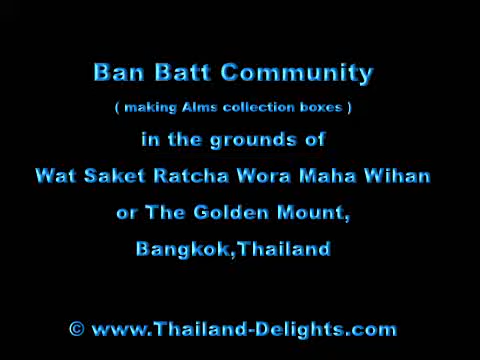 Ban Batt Community
( making Alms collection boxes )
in the grounds of
Wat Saket Ratcha Wora Maha Wihan
or The Golden Mount,
Bangkok,Thailand
© www.Thailand-Delights.com